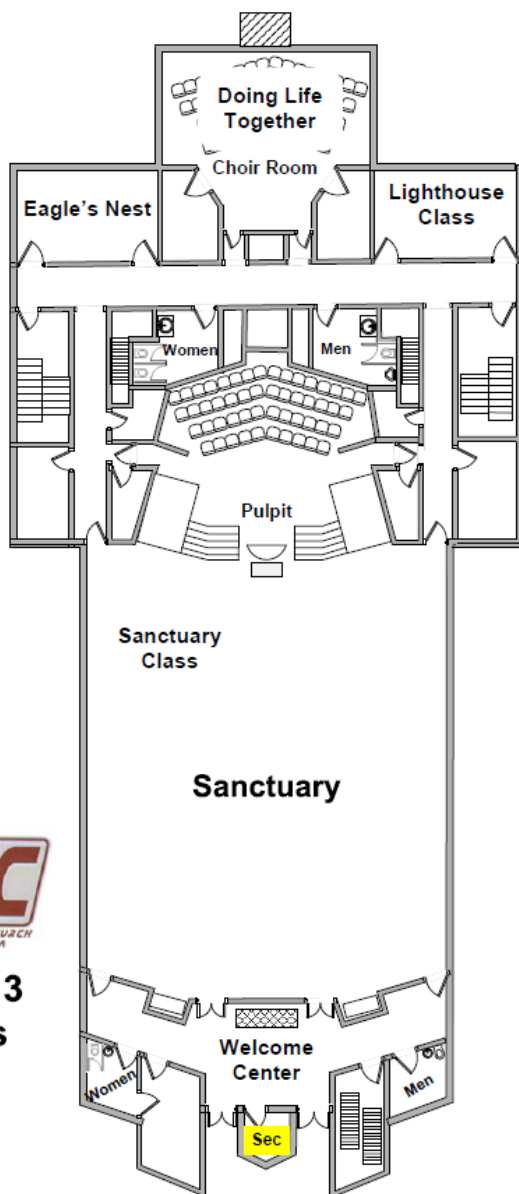 Doing Life
Together
Choir Room
Eagle's Nest
Lighthouse
Class
Women
Men
Pulpit
Sanctuary
Class
Sanctuary
C
URCH
3
s
Welcome
Center
Women
Men
Sec